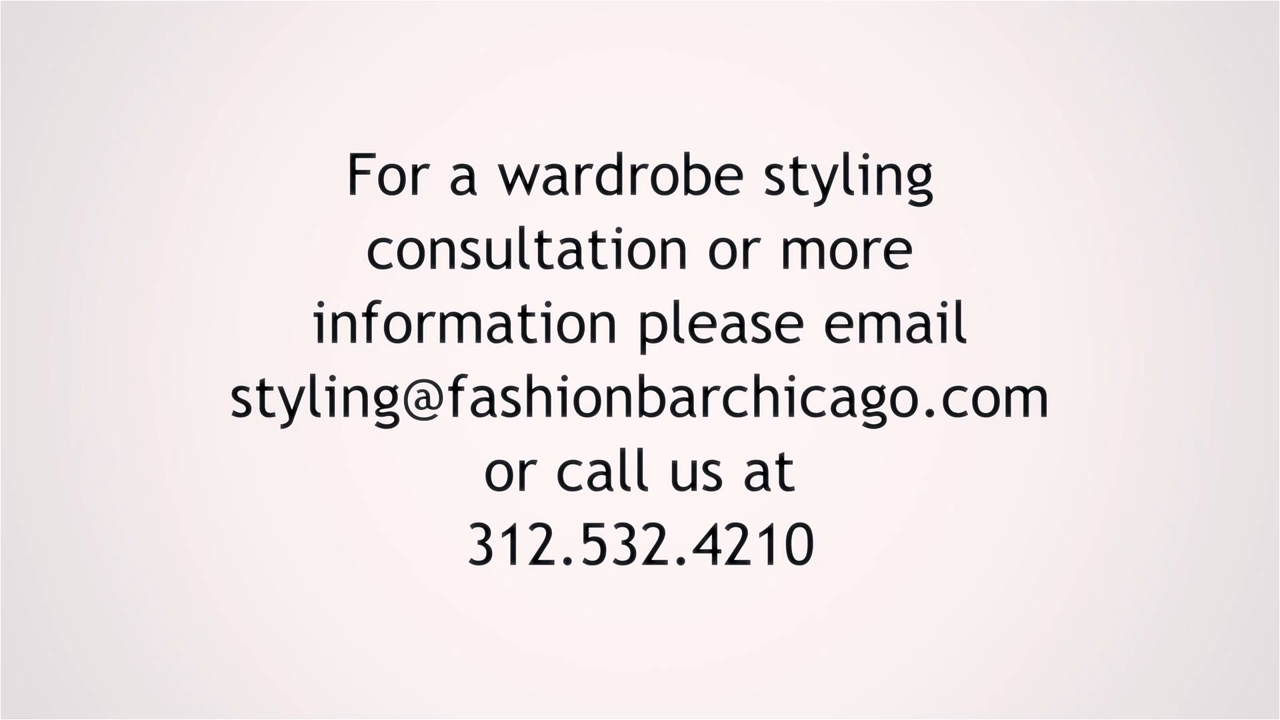 For a wardrobe styling
consultation or more
information please email
styling@fashionbarchicago.com
or call us at
312.532.4210